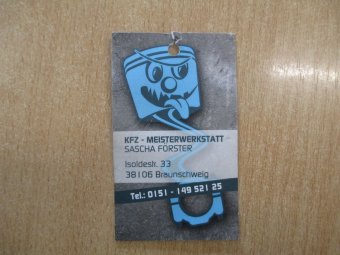 KFZ - MEISTERWERKSTATT
SASCHA FÖRSTER
Isoldestr. 33
38106 Braunschweig
Tel.: 0151 - 149 521 25